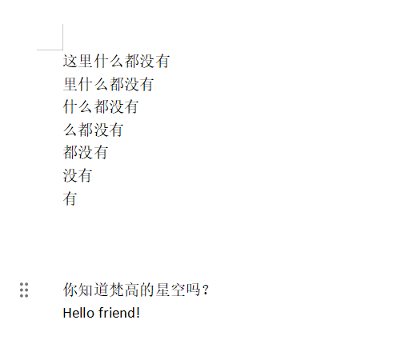 这里什么都没有
里什么都没有
什么都没有
么都没有
都没有
没有
有
你知道梵高的星空吗？
Hello friend!